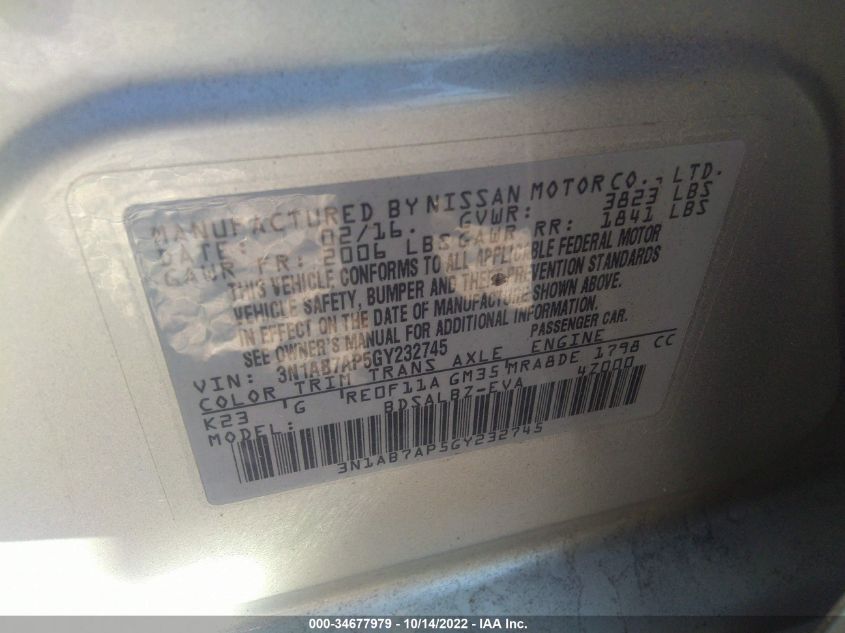 MANUFACTURED BY NISSAN MOTOR CO., LTD.
DATE: 02/16. GVWR: 3823 LBS
GAWR FR: 2006 LBS GAWR RR: 1841 LBS
THIS VEHICLE CONFORMS TO ALL APPLICABLE FEDERAL MOTOR
VEHICLE SAFETY, BUMPER AND THEFT PREVENTION STANDARDS
IN EFFECT ON THE DATE OF MANUFACTURE SHOWN ABOVE.
SEE OWNER'S MANUAL FOR ADDITIONAL INFORMATION.
VIN: 3N1AB7AP5GY232745 PASSENGER CAR.
COLOR TRIM TRANS AXLE ENGINE
K23 G RE0F11A GM35 MRA8DE 1798 CC
MODEL: BDSALBZ-EVA 4Z000
3N1AB7AP5GY232745
000-34677979 | 10/14/2022 - IAA Inc.